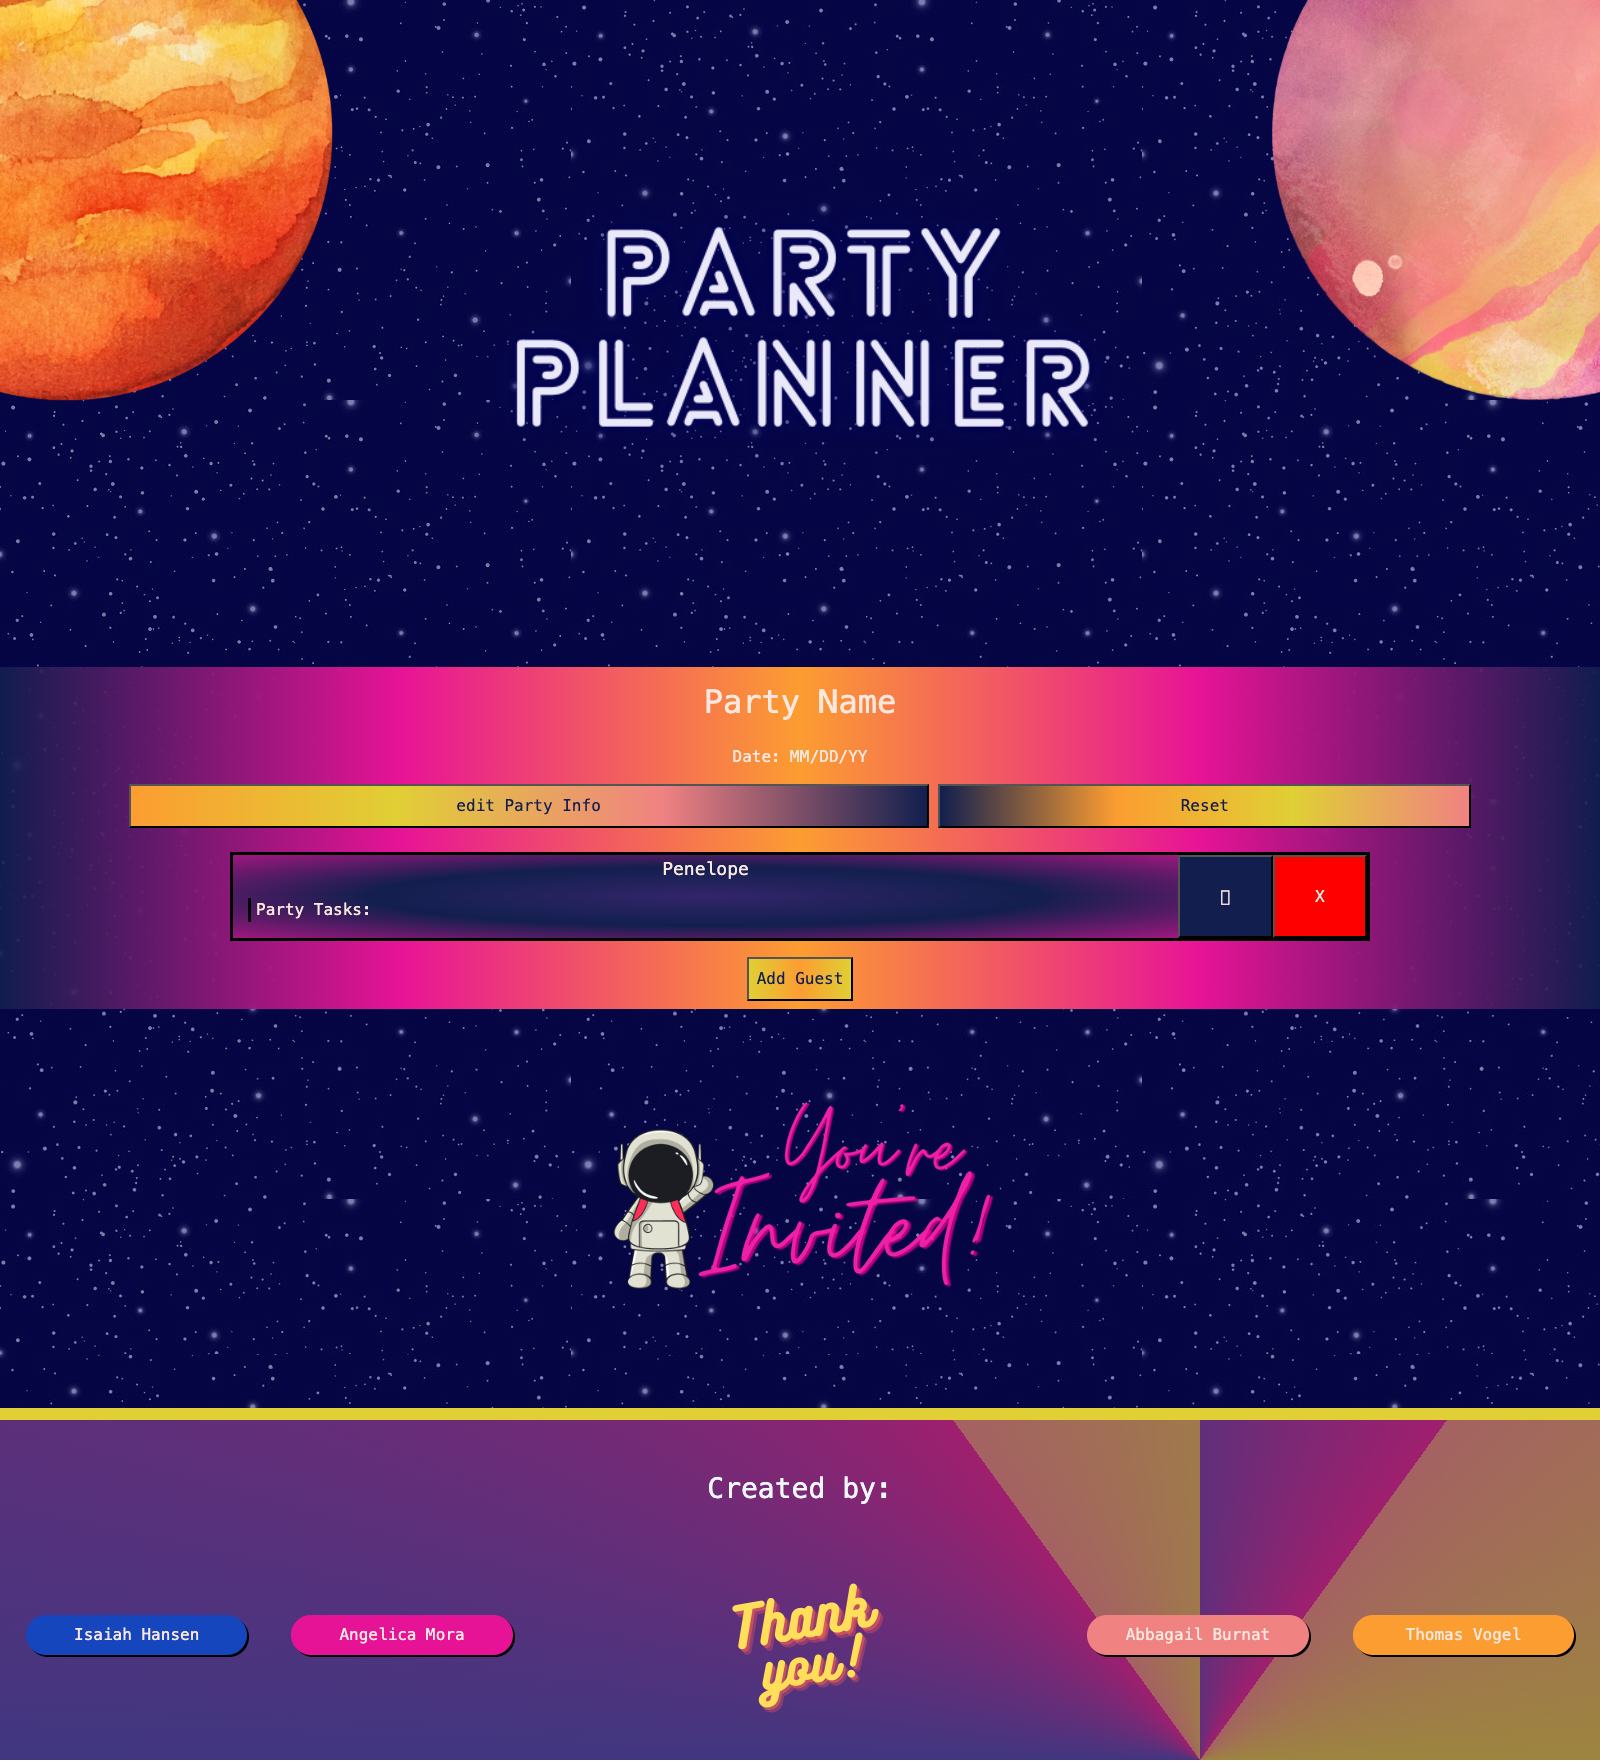 PARTY
PLANNER
Party Name
Date: MM/DD/YY
edit Party Info
Reset
Penelope
Party Tasks:
X
Add Guest
You're
Invited!
Created by:
Isaiah Hansen
Angelica Mora
Thank
you!
Abbagail Burnat
Thomas Vogel